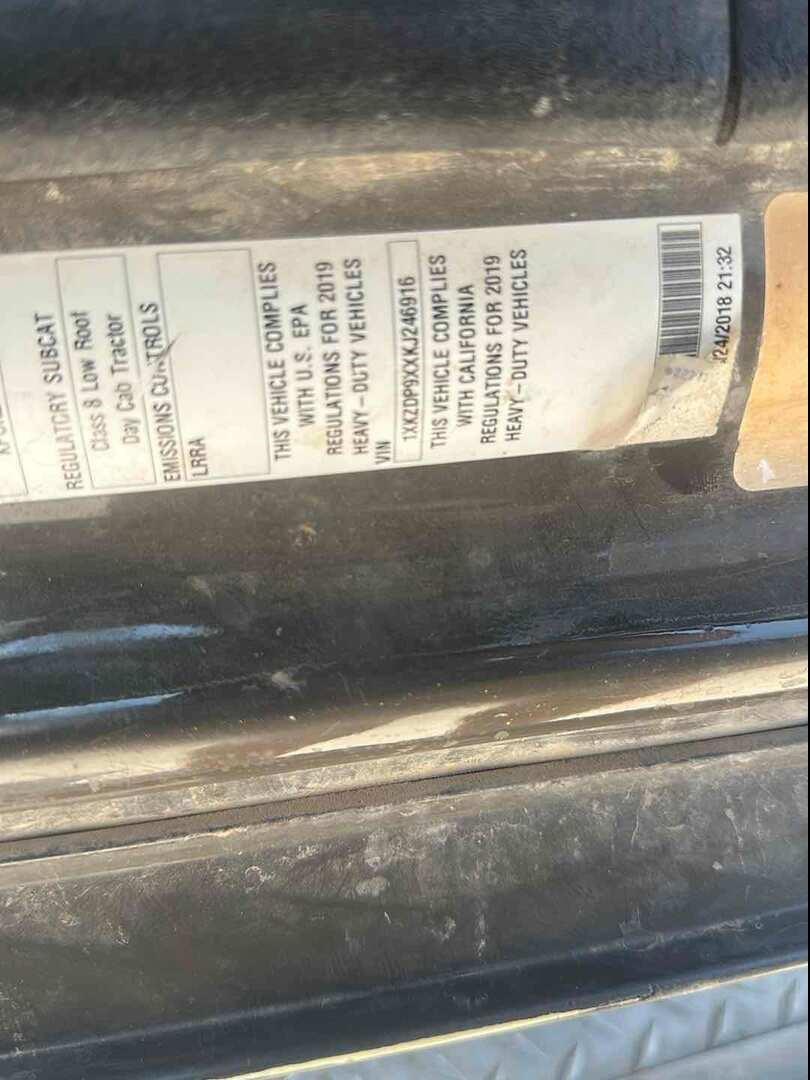 REGULATORY SUBCAT
Class 8 Low Roof
Day Cab Tractor
EMISSIONS CONTROLS
LRRA
THIS VEHICLE COMPLIES
WITH U.S. EPA
REGULATIONS FOR 2019
HEAVY-DUTY VEHICLES
VIN
1XKZDP9XXKJ246916
THIS VEHICLE COMPLIES
WITH CALIFORNIA
REGULATIONS FOR 2019
HEAVY-DUTY VEHICLES
/24/2018 21:32